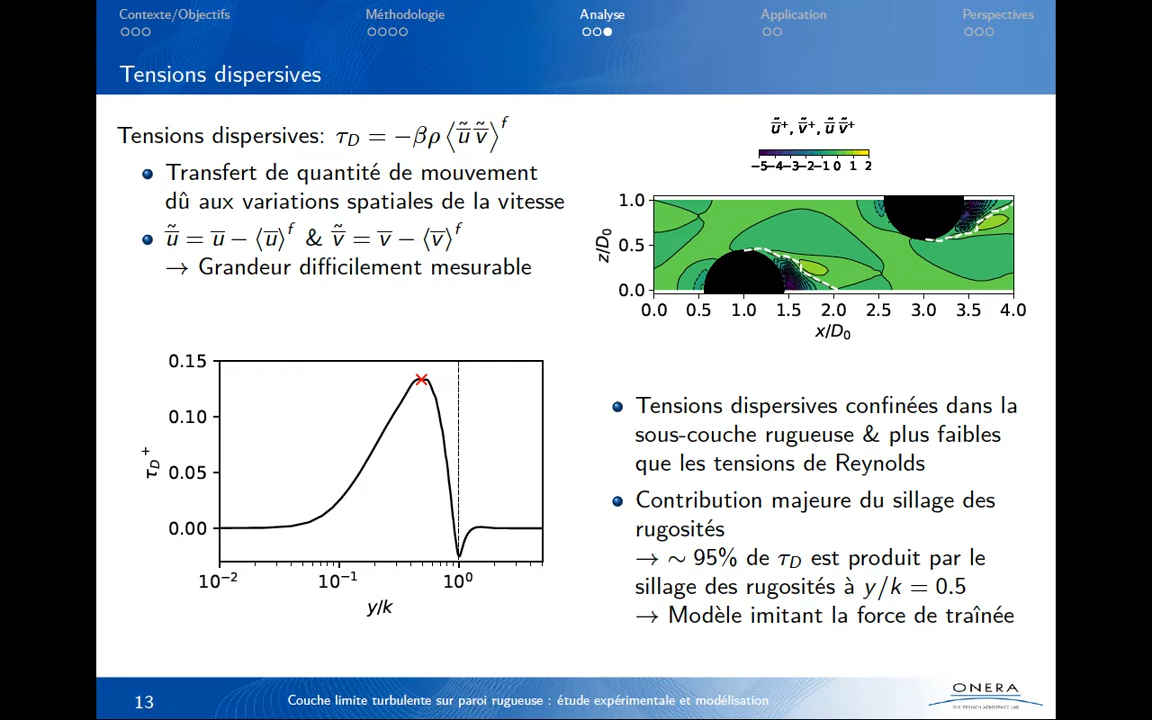 Contexte/Objectifs
Méthodologie
Analyse
Application
Perspectives
Tensions dispersives
Tensions dispersives: τ_D = −βρ⟨ũ̄ ṽ̄⟩^f
Transfert de quantité de mouvement
dû aux variations spatiales de la vitesse
ũ̄ = u̅ − ⟨u̅⟩^f & ṽ̄ = v̅ − ⟨v̅⟩^f
→ Grandeur difficilement mesurable
ũ̄⁺, ṽ̄⁺, ũ̄ ṽ̄⁺
−5−4−3−2−1 0 1 2
1.0
0.5
0.0
z/D₀
0.0 0.5 1.0 1.5 2.0 2.5 3.0 3.5 4.0
x/D₀
0.15
0.10
0.05
0.00
τ_D⁺
10⁻² 10⁻¹ 10⁰
y/k
Tensions dispersives confinées dans la
sous-couche rugueuse & plus faibles
que les tensions de Reynolds
Contribution majeure du sillage des
rugosités
→ ∼ 95% de τ_D est produit par le
sillage des rugosités à y/k = 0.5
→ Modèle imitant la force de traînée
13
Couche limite turbulente sur paroi rugueuse : étude expérimentale et modélisation
ONERA
THE FRENCH AEROSPACE LAB